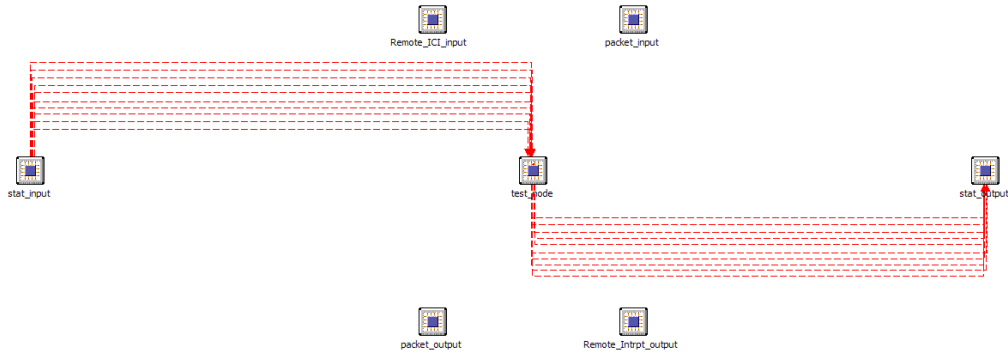 Remote_ICI_input
packet_input
stat_input
test_node
stat_output
packet_output
Remote_Intrpt_output